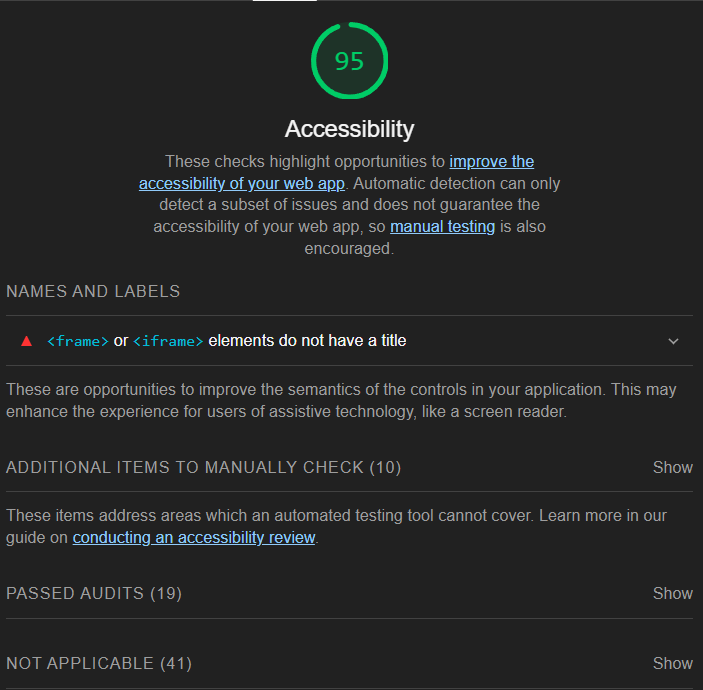 95
Accessibility
These checks highlight opportunities to improve the
accessibility of your web app. Automatic detection can only
detect a subset of issues and does not guarantee the
accessibility of your web app, so manual testing is also
encouraged.
NAMES AND LABELS
<frame> or <iframe> elements do not have a title
These are opportunities to improve the semantics of the controls in your application. This may
enhance the experience for users of assistive technology, like a screen reader.
ADDITIONAL ITEMS TO MANUALLY CHECK (10) Show
These items address areas which an automated testing tool cannot cover. Learn more in our
guide on conducting an accessibility review.
PASSED AUDITS (19) Show
NOT APPLICABLE (41) Show